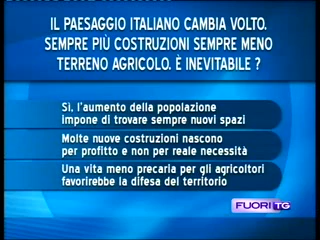 IL PAESAGGIO ITALIANO CAMBIA VOLTO.
SEMPRE PIÙ COSTRUZIONI SEMPRE MENO
TERRENO AGRICOLO. È INEVITABILE ?
Sì, l'aumento della popolazione
impone di trovare sempre nuovi spazi
Molte nuove costruzioni nascono
per profitto e non per reale necessità
Una vita meno precaria per gli agricoltori
favorirebbe la difesa del territorio
FUORI TG